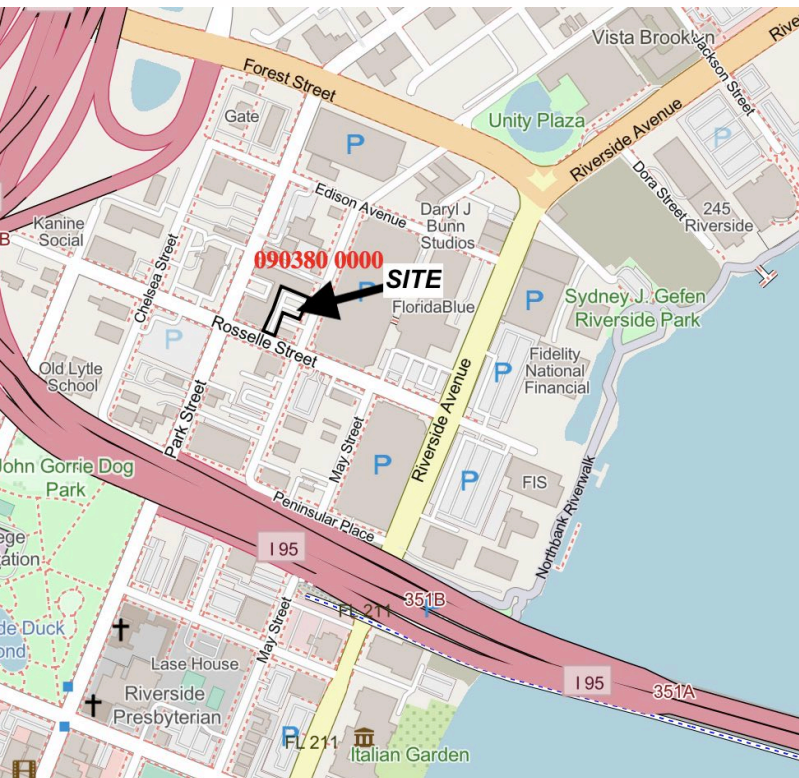 Vista Brooklyn
Jackson Street
Forest Street
Gate
P
Unity Plaza
Riverside Avenue
P
Dora Street
Edison Avenue
Daryl J
Bunn
Studios
245
Riverside
Kanine
Social
B
Chelsea Street
090380 0000
SITE
P
FloridaBlue
P
Sydney J. Gefen
Riverside Park
Rosselle Street
P
Fidelity
National
Financial
P
Old Lytle
School
Park Street
May Street
Riverside Avenue
P
P
FIS
John Gorrie Dog
Park
Peninsular Place
Northbank Riverwalk
I 95
351B
FL 211
May Street
Lase House
Riverside
Presbyterian
I 95
351A
P
FL 211
Italian Garden